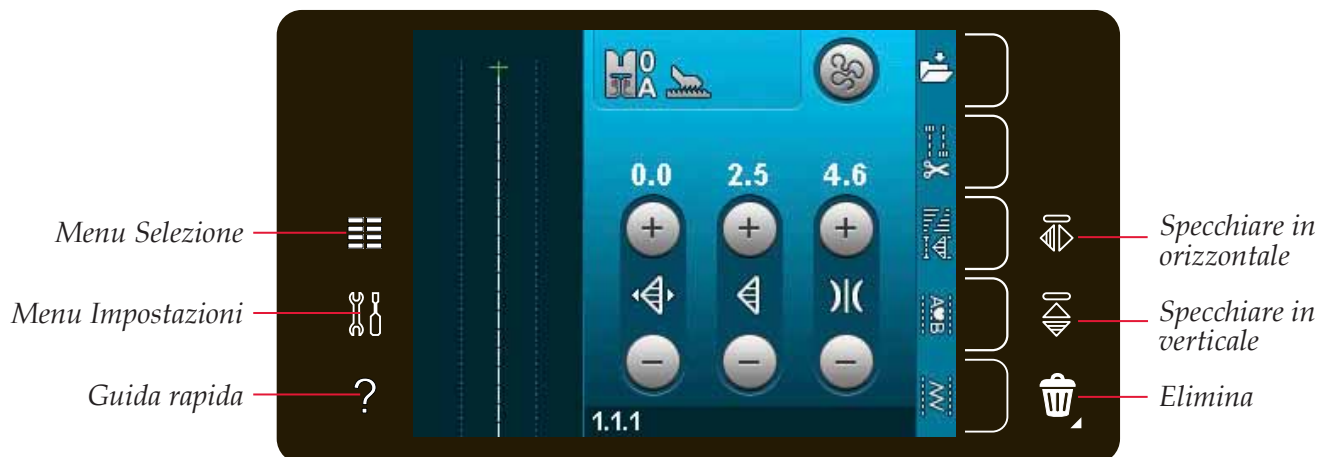 0
A
0.0 2.5 4.6
Menu Selezione
Menu Impostazioni
Guida rapida
A♥B
1.1.1
Specchiare in
orizzontale
Specchiare in
verticale
Elimina